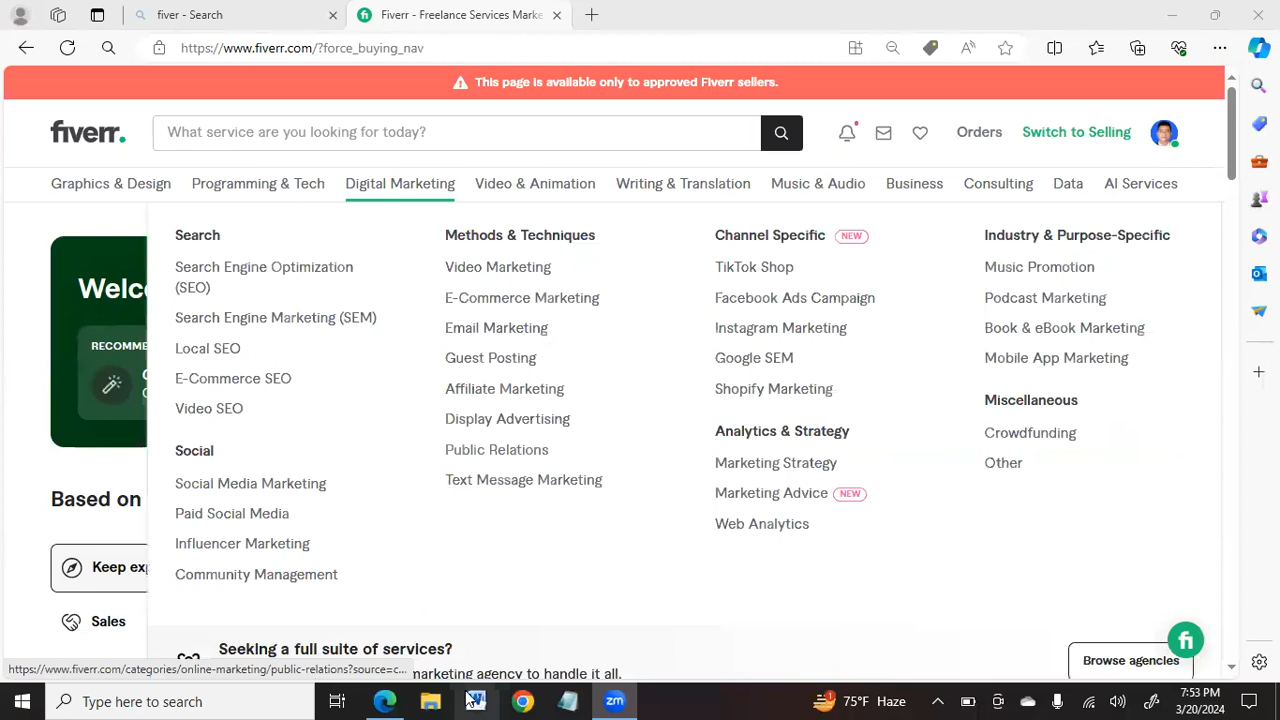 fiver - Search
Fiverr - Freelance Services Marke
https://www.fiverr.com/?force_buying_nav
This page is available only to approved Fiverr sellers.
fiverr.
What service are you looking for today?
Orders
Switch to Selling
Graphics & Design
Programming & Tech
Digital Marketing
Video & Animation
Writing & Translation
Music & Audio
Business
Consulting
Data
AI Services
Welc
RECOMME
Based on
Keep exp
Sales
Search
Search Engine Optimization
(SEO)
Search Engine Marketing (SEM)
Local SEO
E-Commerce SEO
Video SEO
Social
Social Media Marketing
Paid Social Media
Influencer Marketing
Community Management
Methods & Techniques
Video Marketing
E-Commerce Marketing
Email Marketing
Guest Posting
Affiliate Marketing
Display Advertising
Public Relations
Text Message Marketing
Channel Specific NEW
TikTok Shop
Facebook Ads Campaign
Instagram Marketing
Google SEM
Shopify Marketing
Analytics & Strategy
Marketing Strategy
Marketing Advice NEW
Web Analytics
Industry & Purpose-Specific
Music Promotion
Podcast Marketing
Book & eBook Marketing
Mobile App Marketing
Miscellaneous
Crowdfunding
Other
Seeking a full suite of services?
marketing agency to handle it all.
Browse agencies
fi
https://www.fiverr.com/categories/online-marketing/public-relations?source=c...
Type here to search
zm
75°F Haze
7:53 PM
3/20/2024